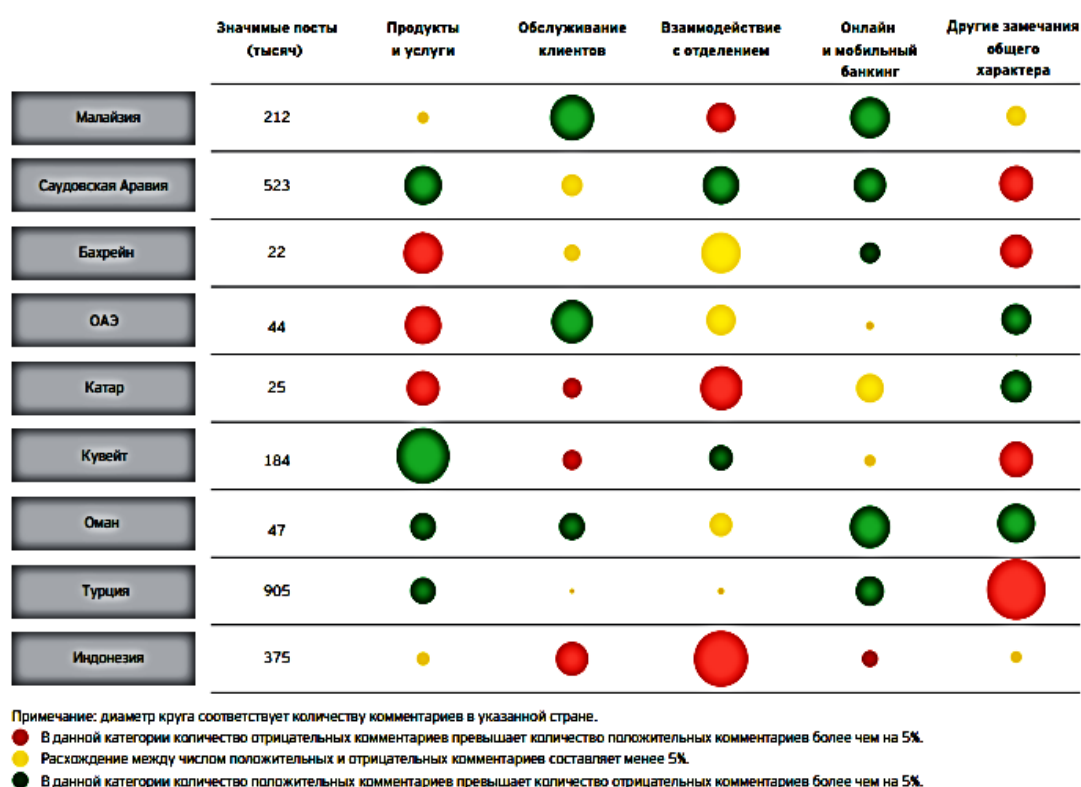 Значимые посты (тысяч)
Продукты и услуги
Обслуживание клиентов
Взаимодействие с отделением
Онлайн и мобильный банкинг
Другие замечания общего характера
Малайзия 212
Саудовская Аравия 523
Бахрейн 22
ОАЭ 44
Катар 25
Кувейт 184
Оман 47
Турция 905
Индонезия 375
Примечание: диаметр круга соответствует количеству комментариев в указанной стране.
В данной категории количество отрицательных комментариев превышает количество положительных комментариев более чем на 5%.
Расхождение между числом положительных и отрицательных комментариев составляет менее 5%.
В данной категории количество положительных комментариев превышает количество отрицательных комментариев более чем на 5%.